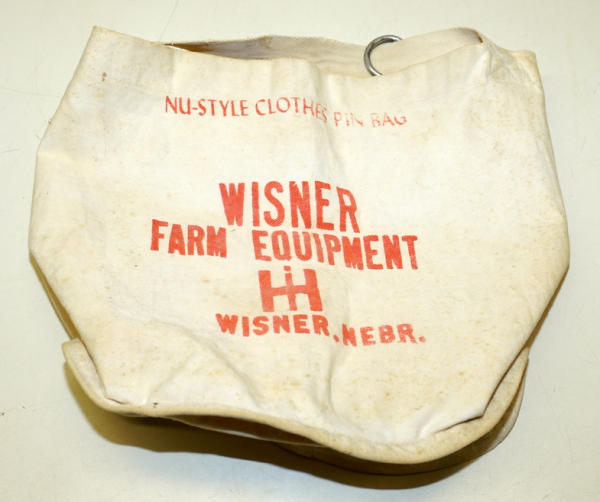 NU-STYLE CLOTHES PIN BAG
WISNER
FARM EQUIPMENT
IH
WISNER, NEBR.